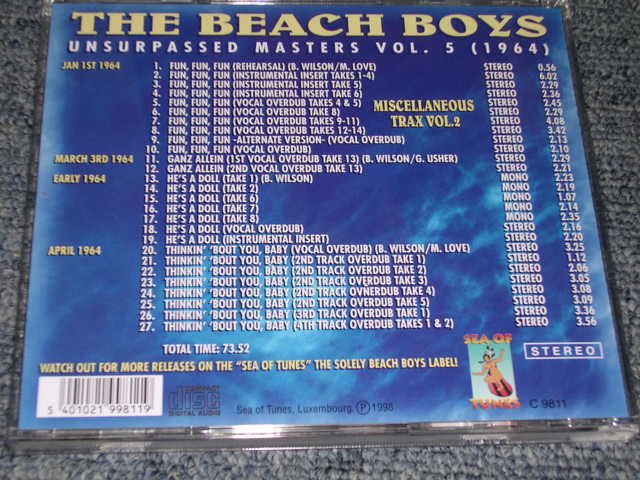 THE BEACH BOYS
UNSURPASSED MASTERS VOL. 5 (1964)
JAN 1ST 1964 1. FUN, FUN, FUN (REHEARSAL) (B. WILSON/M. LOVE) STEREO 0.56
2. FUN, FUN, FUN (INSTRUMENTAL INSERT TAKES 1-4) STEREO 6.02
3. FUN, FUN, FUN (INSTRUMENTAL INSERT TAKE 5) STEREO 2.29
4. FUN, FUN, FUN (INSTRUMENTAL INSERT TAKE 6) STEREO 2.36
5. FUN, FUN, FUN (VOCAL OVERDUB TAKES 4 & 5) STEREO 2.45
6. FUN, FUN, FUN (VOCAL OVERDUB TAKE 8) STEREO 2.29
7. FUN, FUN, FUN (VOCAL OVERDUB TAKES 9-11) STEREO 4.08
8. FUN, FUN, FUN (VOCAL OVERDUB TAKES 12-14) STEREO 3.42
9. FUN, FUN, FUN -ALTERNATE VERSION- (VOCAL OVERDUB) STEREO 2.13
10. FUN, FUN, FUN (VOCAL OVERDUB) STEREO 2.10
MISCELLANEOUS
TRAX VOL.2
MARCH 3RD 1964 11. GANZ ALLEIN (1ST VOCAL OVERDUB TAKE 13) (B. WILSON/G. USHER) STEREO 2.29
12. GANZ ALLEIN (2ND VOCAL OVERDUB TAKE 13) STEREO 2.21
EARLY 1964 13. HE'S A DOLL (TAKE 1) (B. WILSON) MONO 2.23
14. HE'S A DOLL (TAKE 2) MONO 2.19
15. HE'S A DOLL (TAKE 6) MONO 1.07
16. HE'S A DOLL (TAKE 7) MONO 2.14
17. HE'S A DOLL (TAKE 8) MONO 2.35
18. HE'S A DOLL (VOCAL OVERDUB) STEREO 2.16
19. HE'S A DOLL (INSTRUMENTAL INSERT) STEREO 2.20
APRIL 1964 20. THINKIN' 'BOUT YOU, BABY (VOCAL OVERDUB) (B. WILSON/M. LOVE) STEREO 3.25
21. THINKIN' 'BOUT YOU, BABY (2ND TRACK OVERDUB TAKE 1) STEREO 1.12
22. THINKIN' 'BOUT YOU, BABY (2ND TRACK OVERDUB TAKE 2) STEREO 2.06
23. THINKIN' 'BOUT YOU, BABY (2ND TRACK OVERDUB TAKE 3) STEREO 3.05
24. THINKIN' 'BOUT YOU, BABY (2ND TRACK OVNERDUB TAKE 4) STEREO 3.08
25. THINKIN' 'BOUT YOU, BABY (2ND TRACK OVERDUB TAKE 5) STEREO 3.09
26. THINKIN' 'BOUT YOU, BABY (3RD TRACK OVERDUB TAKE 1) STEREO 3.36
27. THINKIN' 'BOUT YOU, BABY (4TH TRACK OVERDUB TAKES 1 & 2) STEREO 3.56
TOTAL TIME: 73.52
WATCH OUT FOR MORE RELEASES ON THE "SEA OF TUNES" THE SOLELY BEACH BOYS LABEL!
SEA OF
TUNES
STEREO
5 401021 998119
COMPACT
disc
DIGITAL AUDIO
Sea of Tunes, Luxembourg. Ⓟ 1998
C 9811